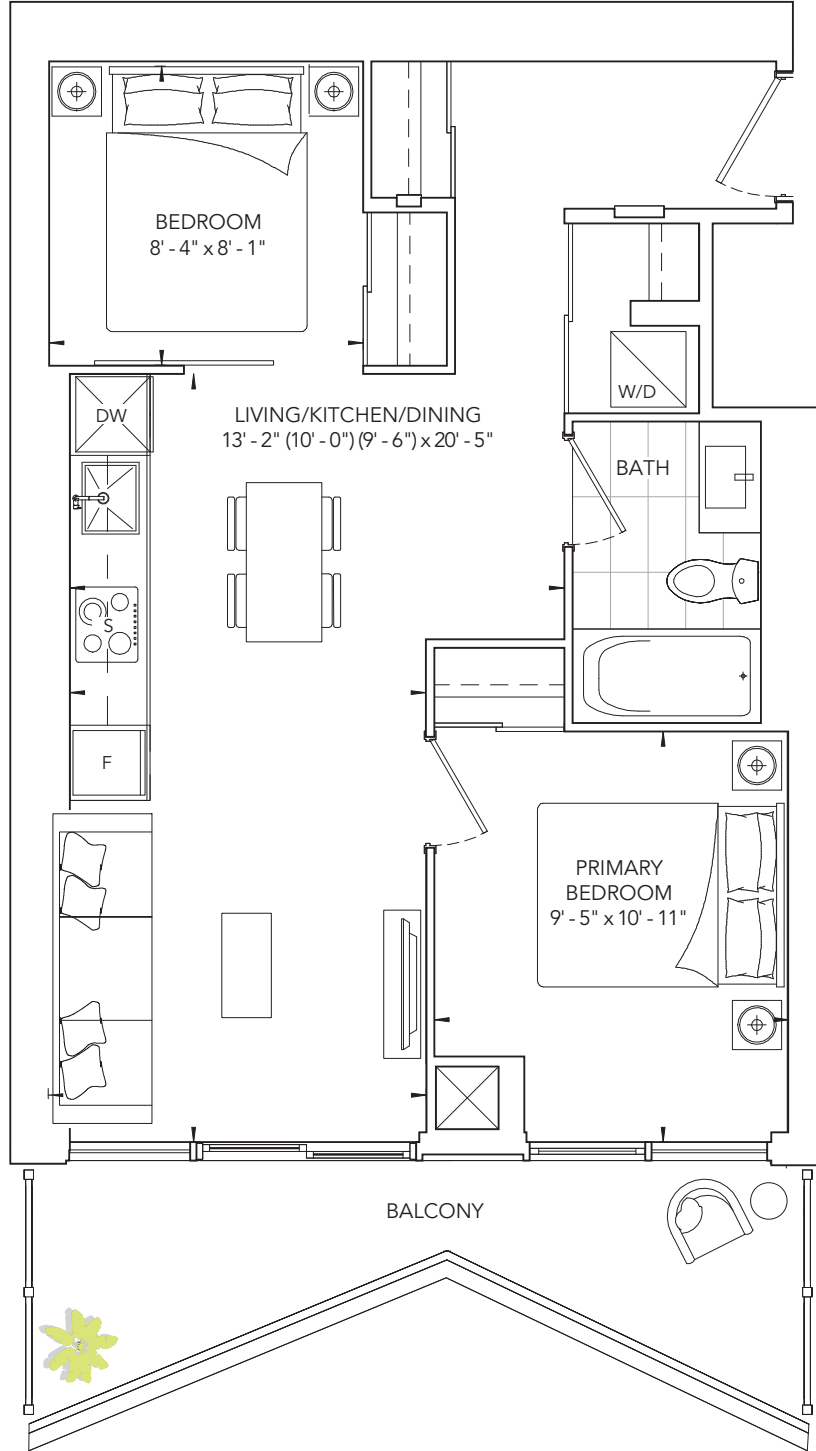 BEDROOM
8' - 4" x 8' - 1"
W/D
DW
LIVING/KITCHEN/DINING
13' - 2" (10' - 0") (9' - 6") x 20' - 5"
BATH
S
F
PRIMARY
BEDROOM
9' - 5" x 10' - 11"
BALCONY